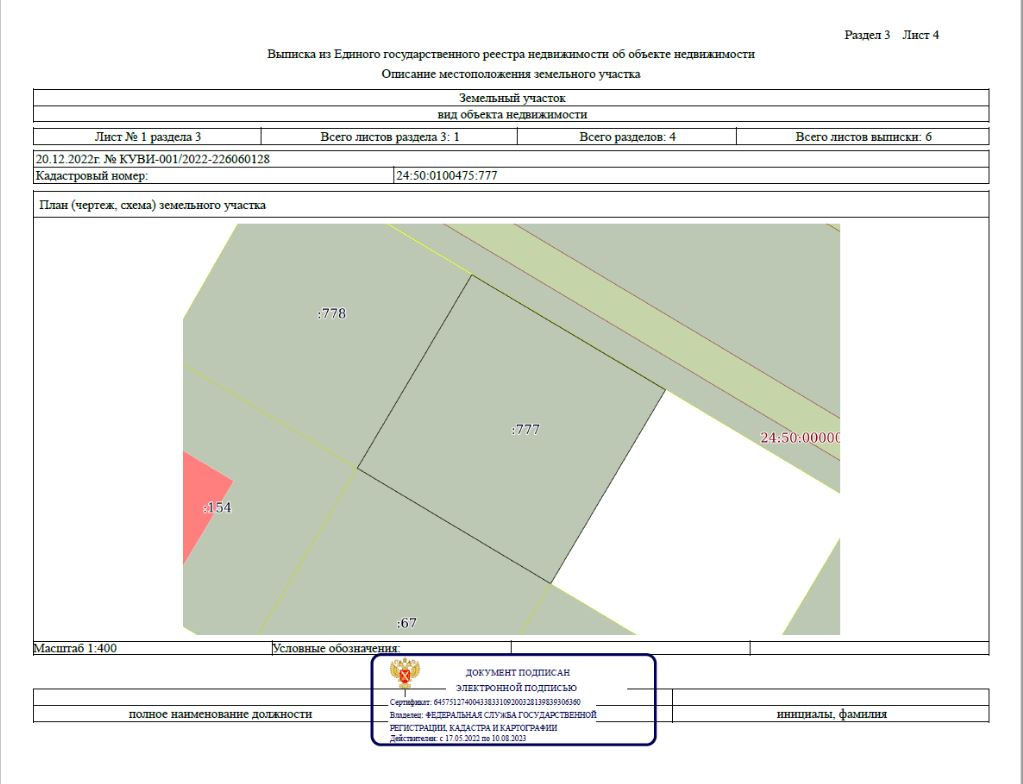 Раздел 3 Лист 4
Выписка из Единого государственного реестра недвижимости об объекте недвижимости
Описание местоположения земельного участка
Земельный участок
вид объекта недвижимости
Лист № 1 раздела 3 Всего листов раздела 3: 1 Всего разделов: 4 Всего листов выписки: 6
20.12.2022г. № КУВИ-001/2022-226060128
Кадастровый номер: 24:50:0100475:777
План (чертеж, схема) земельного участка
:778
:777
24:50:00000
:154
:67
Масштаб 1:400 Условные обозначения:
ДОКУМЕНТ ПОДПИСАН
ЭЛЕКТРОННОЙ ПОДПИСЬЮ
Сертификат: 645751274004338331092003281398393063​60
Владелец: ФЕДЕРАЛЬНАЯ СЛУЖБА ГОСУДАРСТВЕННОЙ
РЕГИСТРАЦИИ, КАДАСТРА И КАРТОГРАФИИ
Действителен: с 17.05.2022 по 10.08.2023
полное наименование должности инициалы, фамилия